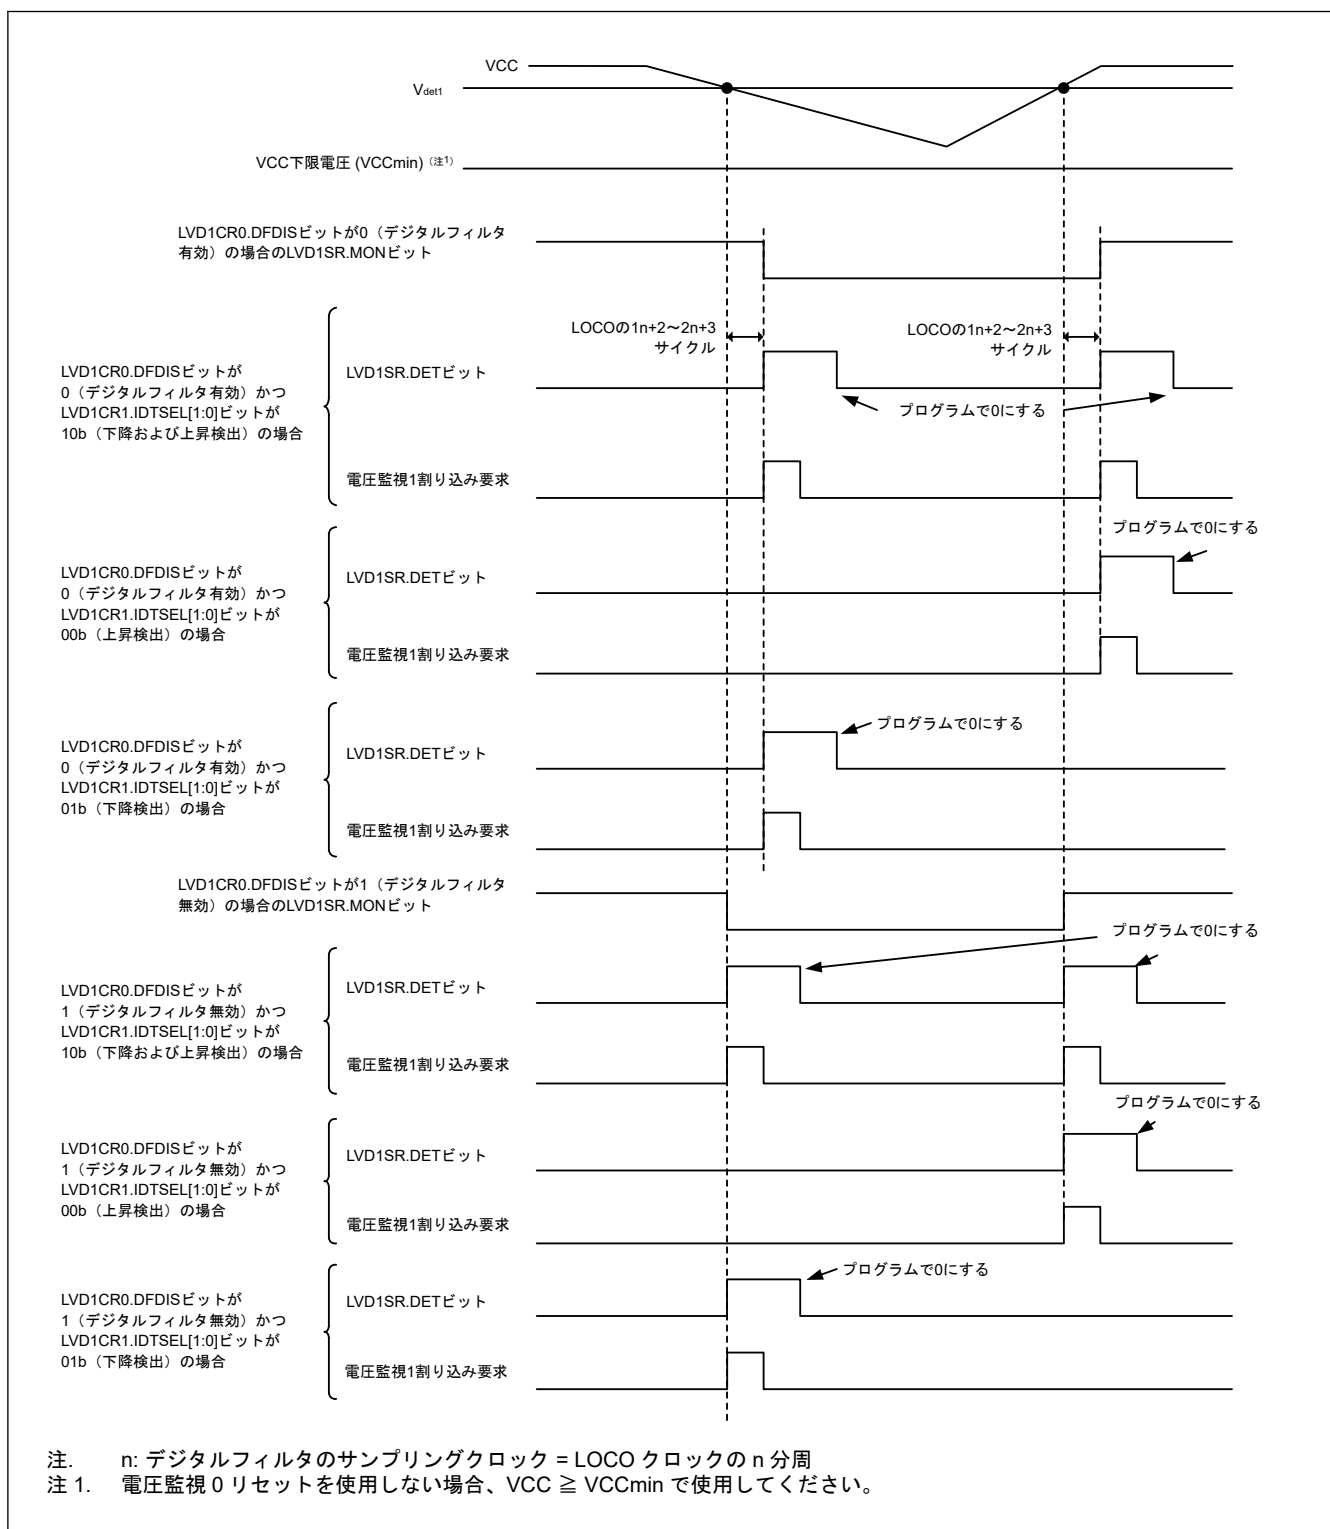 VCC
Vdet1
VCC下限電圧 (VCCmin) (注1)
LVD1CR0.DFDISビットが0（デジタルフィルタ
有効）の場合のLVD1SR.MONビット
LOCOの1n+2～2n+3
サイクル
LOCOの1n+2～2n+3
サイクル
LVD1CR0.DFDISビットが
0（デジタルフィルタ有効）かつ
LVD1CR1.IDTSEL[1:0]ビットが
10b（下降および上昇検出）の場合
LVD1SR.DETビット
プログラムで0にする
電圧監視1割り込み要求
プログラムで0にする
LVD1CR0.DFDISビットが
0（デジタルフィルタ有効）かつ
LVD1CR1.IDTSEL[1:0]ビットが
00b（上昇検出）の場合
LVD1SR.DETビット
電圧監視1割り込み要求
プログラムで0にする
LVD1CR0.DFDISビットが
0（デジタルフィルタ有効）かつ
LVD1CR1.IDTSEL[1:0]ビットが
01b（下降検出）の場合
LVD1SR.DETビット
電圧監視1割り込み要求
LVD1CR0.DFDISビットが1（デジタルフィルタ
無効）の場合のLVD1SR.MONビット
プログラムで0にする
LVD1CR0.DFDISビットが
1（デジタルフィルタ無効）かつ
LVD1CR1.IDTSEL[1:0]ビットが
10b（下降および上昇検出）の場合
LVD1SR.DETビット
電圧監視1割り込み要求
プログラムで0にする
LVD1CR0.DFDISビットが
1（デジタルフィルタ無効）かつ
LVD1CR1.IDTSEL[1:0]ビットが
00b（上昇検出）の場合
LVD1SR.DETビット
電圧監視1割り込み要求
プログラムで0にする
LVD1CR0.DFDISビットが
1（デジタルフィルタ無効）かつ
LVD1CR1.IDTSEL[1:0]ビットが
01b（下降検出）の場合
LVD1SR.DETビット
電圧監視1割り込み要求
注. n: デジタルフィルタのサンプリングクロック = LOCO クロックの n 分周
注 1. 電圧監視 0 リセットを使用しない場合、VCC ≧ VCCmin で使用してください。